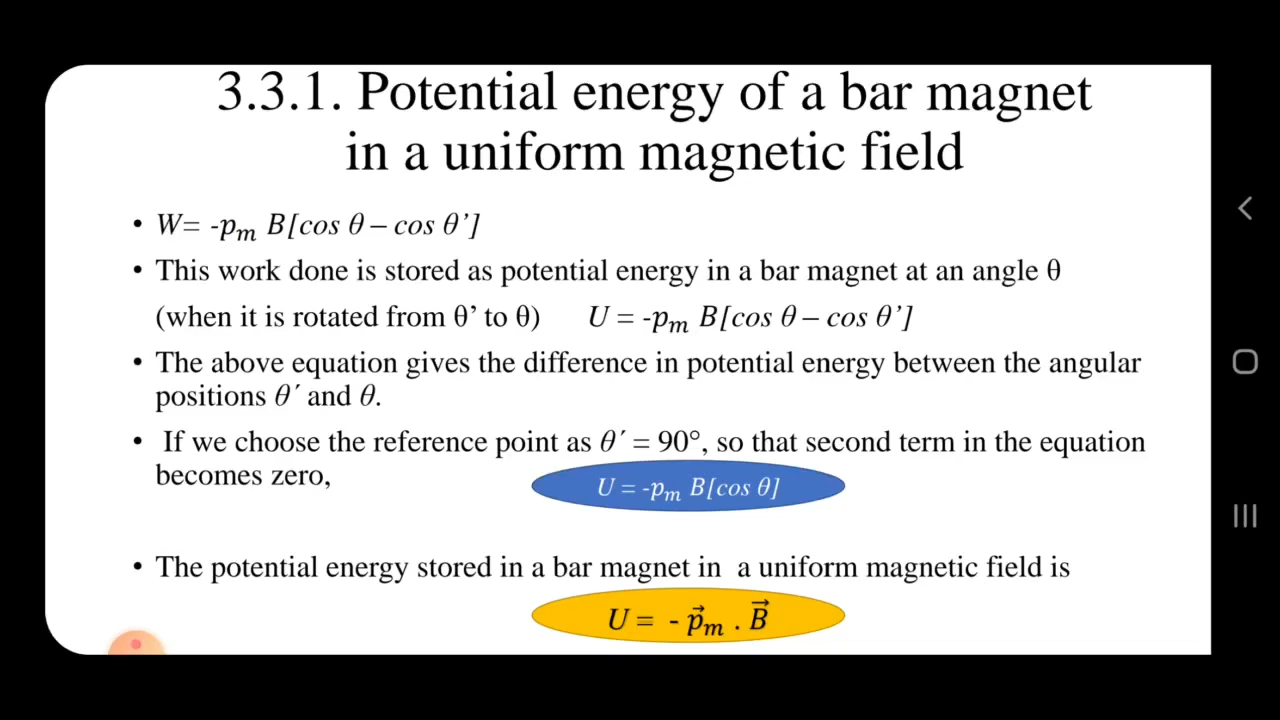 3.3.1. Potential energy of a bar magnet
in a uniform magnetic field
• W= -pₘ B[cos θ – cos θ’]
• This work done is stored as potential energy in a bar magnet at an angle θ
(when it is rotated from θ’ to θ) U = -pₘ B[cos θ – cos θ’]
• The above equation gives the difference in potential energy between the angular
positions θ′ and θ.
• If we choose the reference point as θ′ = 90°, so that second term in the equation
becomes zero,
U = -pₘ B[cos θ]
• The potential energy stored in a bar magnet in a uniform magnetic field is
U = - p⃗ₘ . B⃗